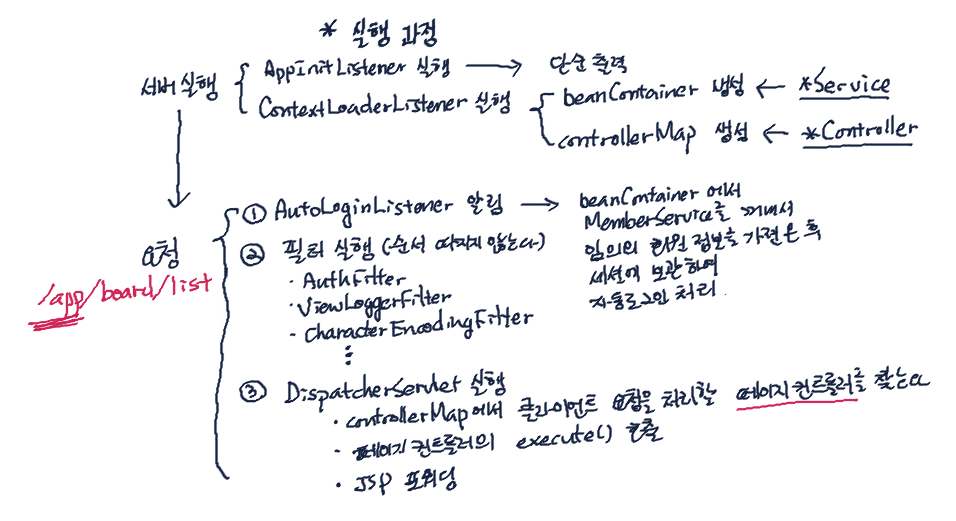 * 실행 과정
서버 실행
AppInitListener 실행 → 단순 출력
ContextLoaderListener 실행
beanContainer 생성 ← *Service
controllerMap 생성 ← *Controller
요청
/app/board/list
① AutoLoginListener 알림 → beanContainer 에서
MemberService를 꺼내서
임의의 회원 정보를 가져온 후
세션에 보관하여
자동로그인 처리.
② 필터 실행 (순서 따지지 않는다)
· AuthFilter
· ViewLoggerFilter
· CharacterEncodingFilter
⋮
③ DispatcherServlet 실행
· controllerMap 에서 클라이언트 요청을 처리할 페이지 컨트롤러를 찾는다
· 페이지 컨트롤러의 execute() 호출
· JSP 포워딩